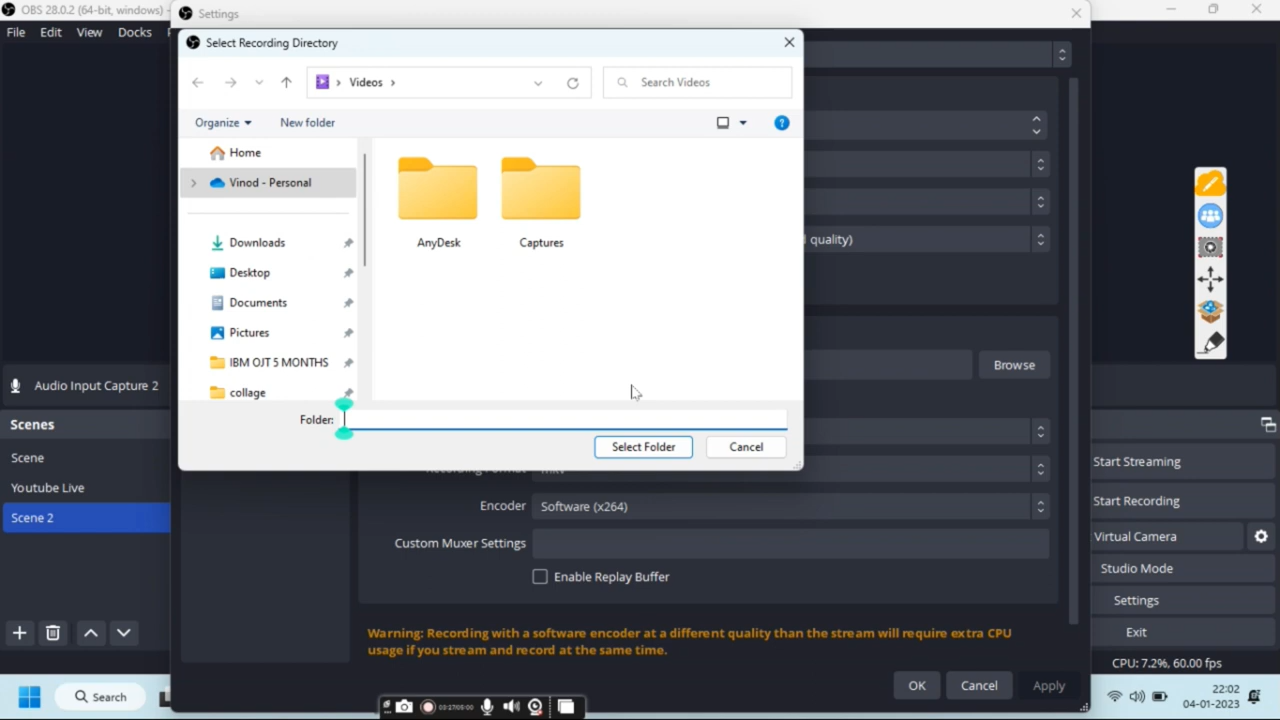 OBS 28.0.2 (64-bit, windows)
Settings
File Edit View Docks
Select Recording Directory
Videos
Search Videos
Organize New folder
Home
Vinod - Personal
Downloads
Desktop
Documents
Pictures
IBM OJT 5 MONTHS
collage
AnyDesk Captures
Folder:
Select Folder Cancel
quality)
Browse
Encoder Software (x264)
Custom Muxer Settings
Enable Replay Buffer
Warning: Recording with a software encoder at a different quality than the stream will require extra CPU
usage if you stream and record at the same time.
OK Cancel Apply
Audio Input Capture 2
Scenes
Scene
Youtube Live
Scene 2
Start Streaming
Start Recording
Virtual Camera
Studio Mode
Settings
Exit
CPU: 7.2%, 60.00 fps
Search
22:02
04-01-2023